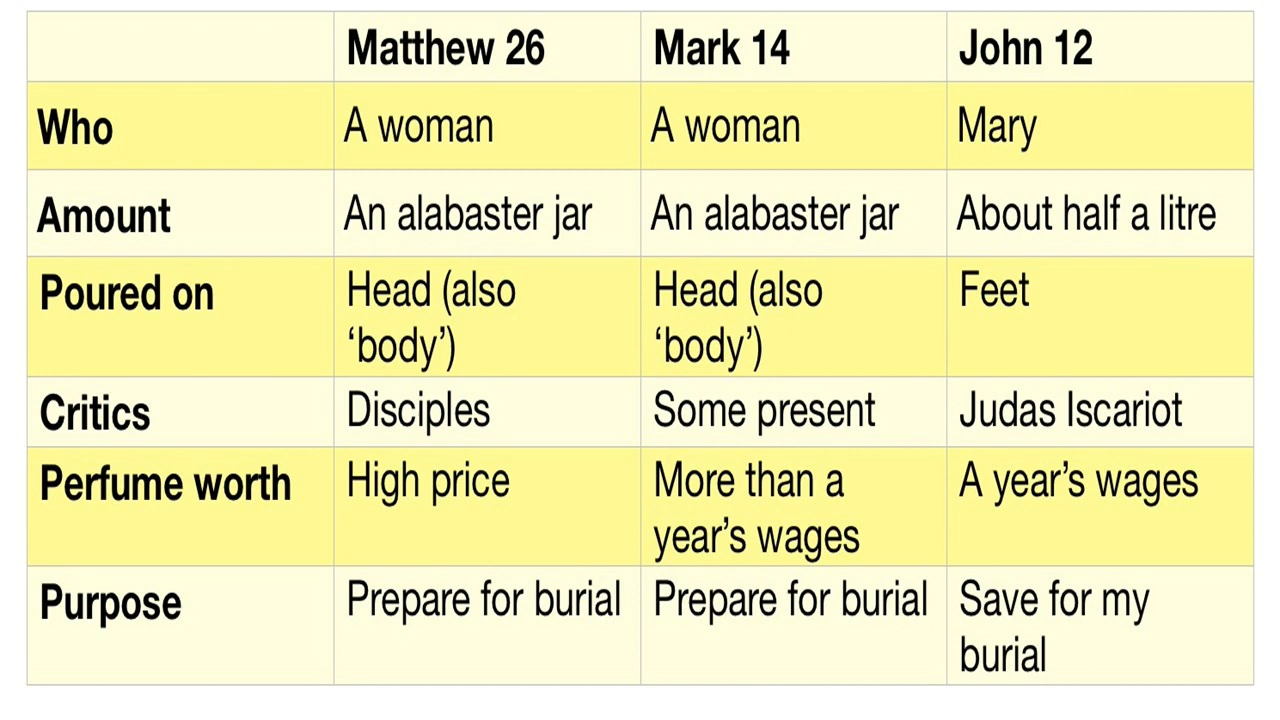 Matthew 26 Mark 14 John 12
Who A woman A woman Mary
Amount An alabaster jar An alabaster jar About half a litre
Poured on Head (also Head (also Feet
‘body’) ‘body’)
Critics Disciples Some present Judas Iscariot
Perfume worth High price More than a A year’s wages
year’s wages
Purpose Prepare for burial Prepare for burial Save for my
burial